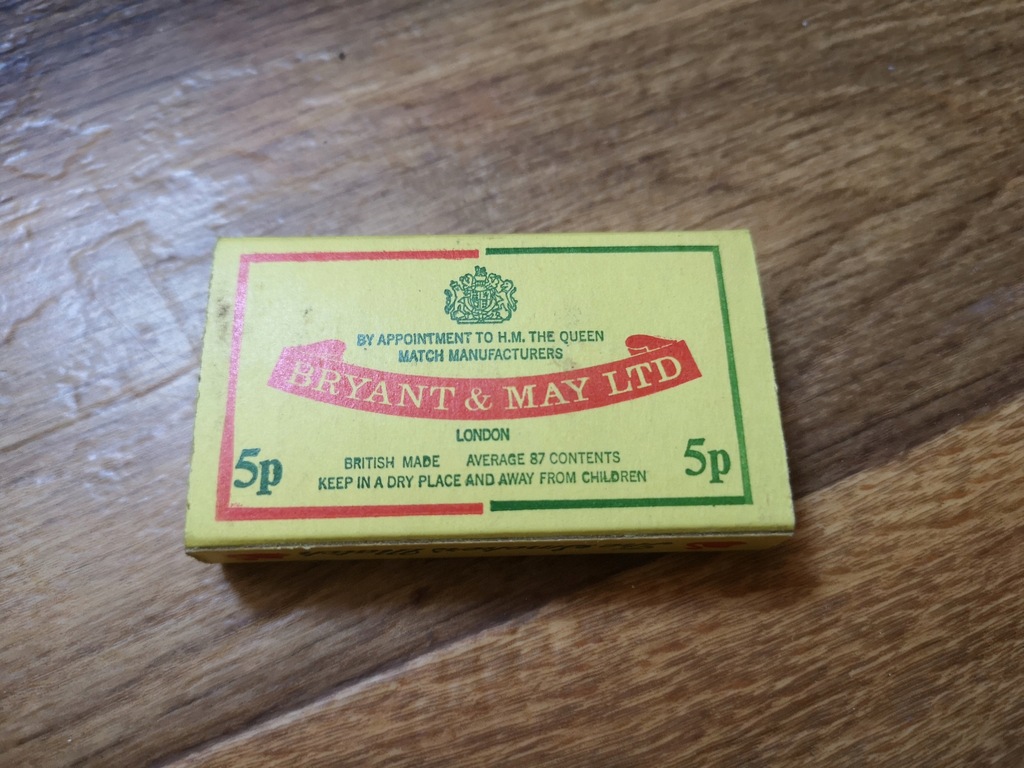 BY APPOINTMENT TO H.M. THE QUEEN
MATCH MANUFACTURERS
BRYANT & MAY LTD
LONDON
5p BRITISH MADE AVERAGE 87 CONTENTS 5p
KEEP IN A DRY PLACE AND AWAY FROM CHILDREN